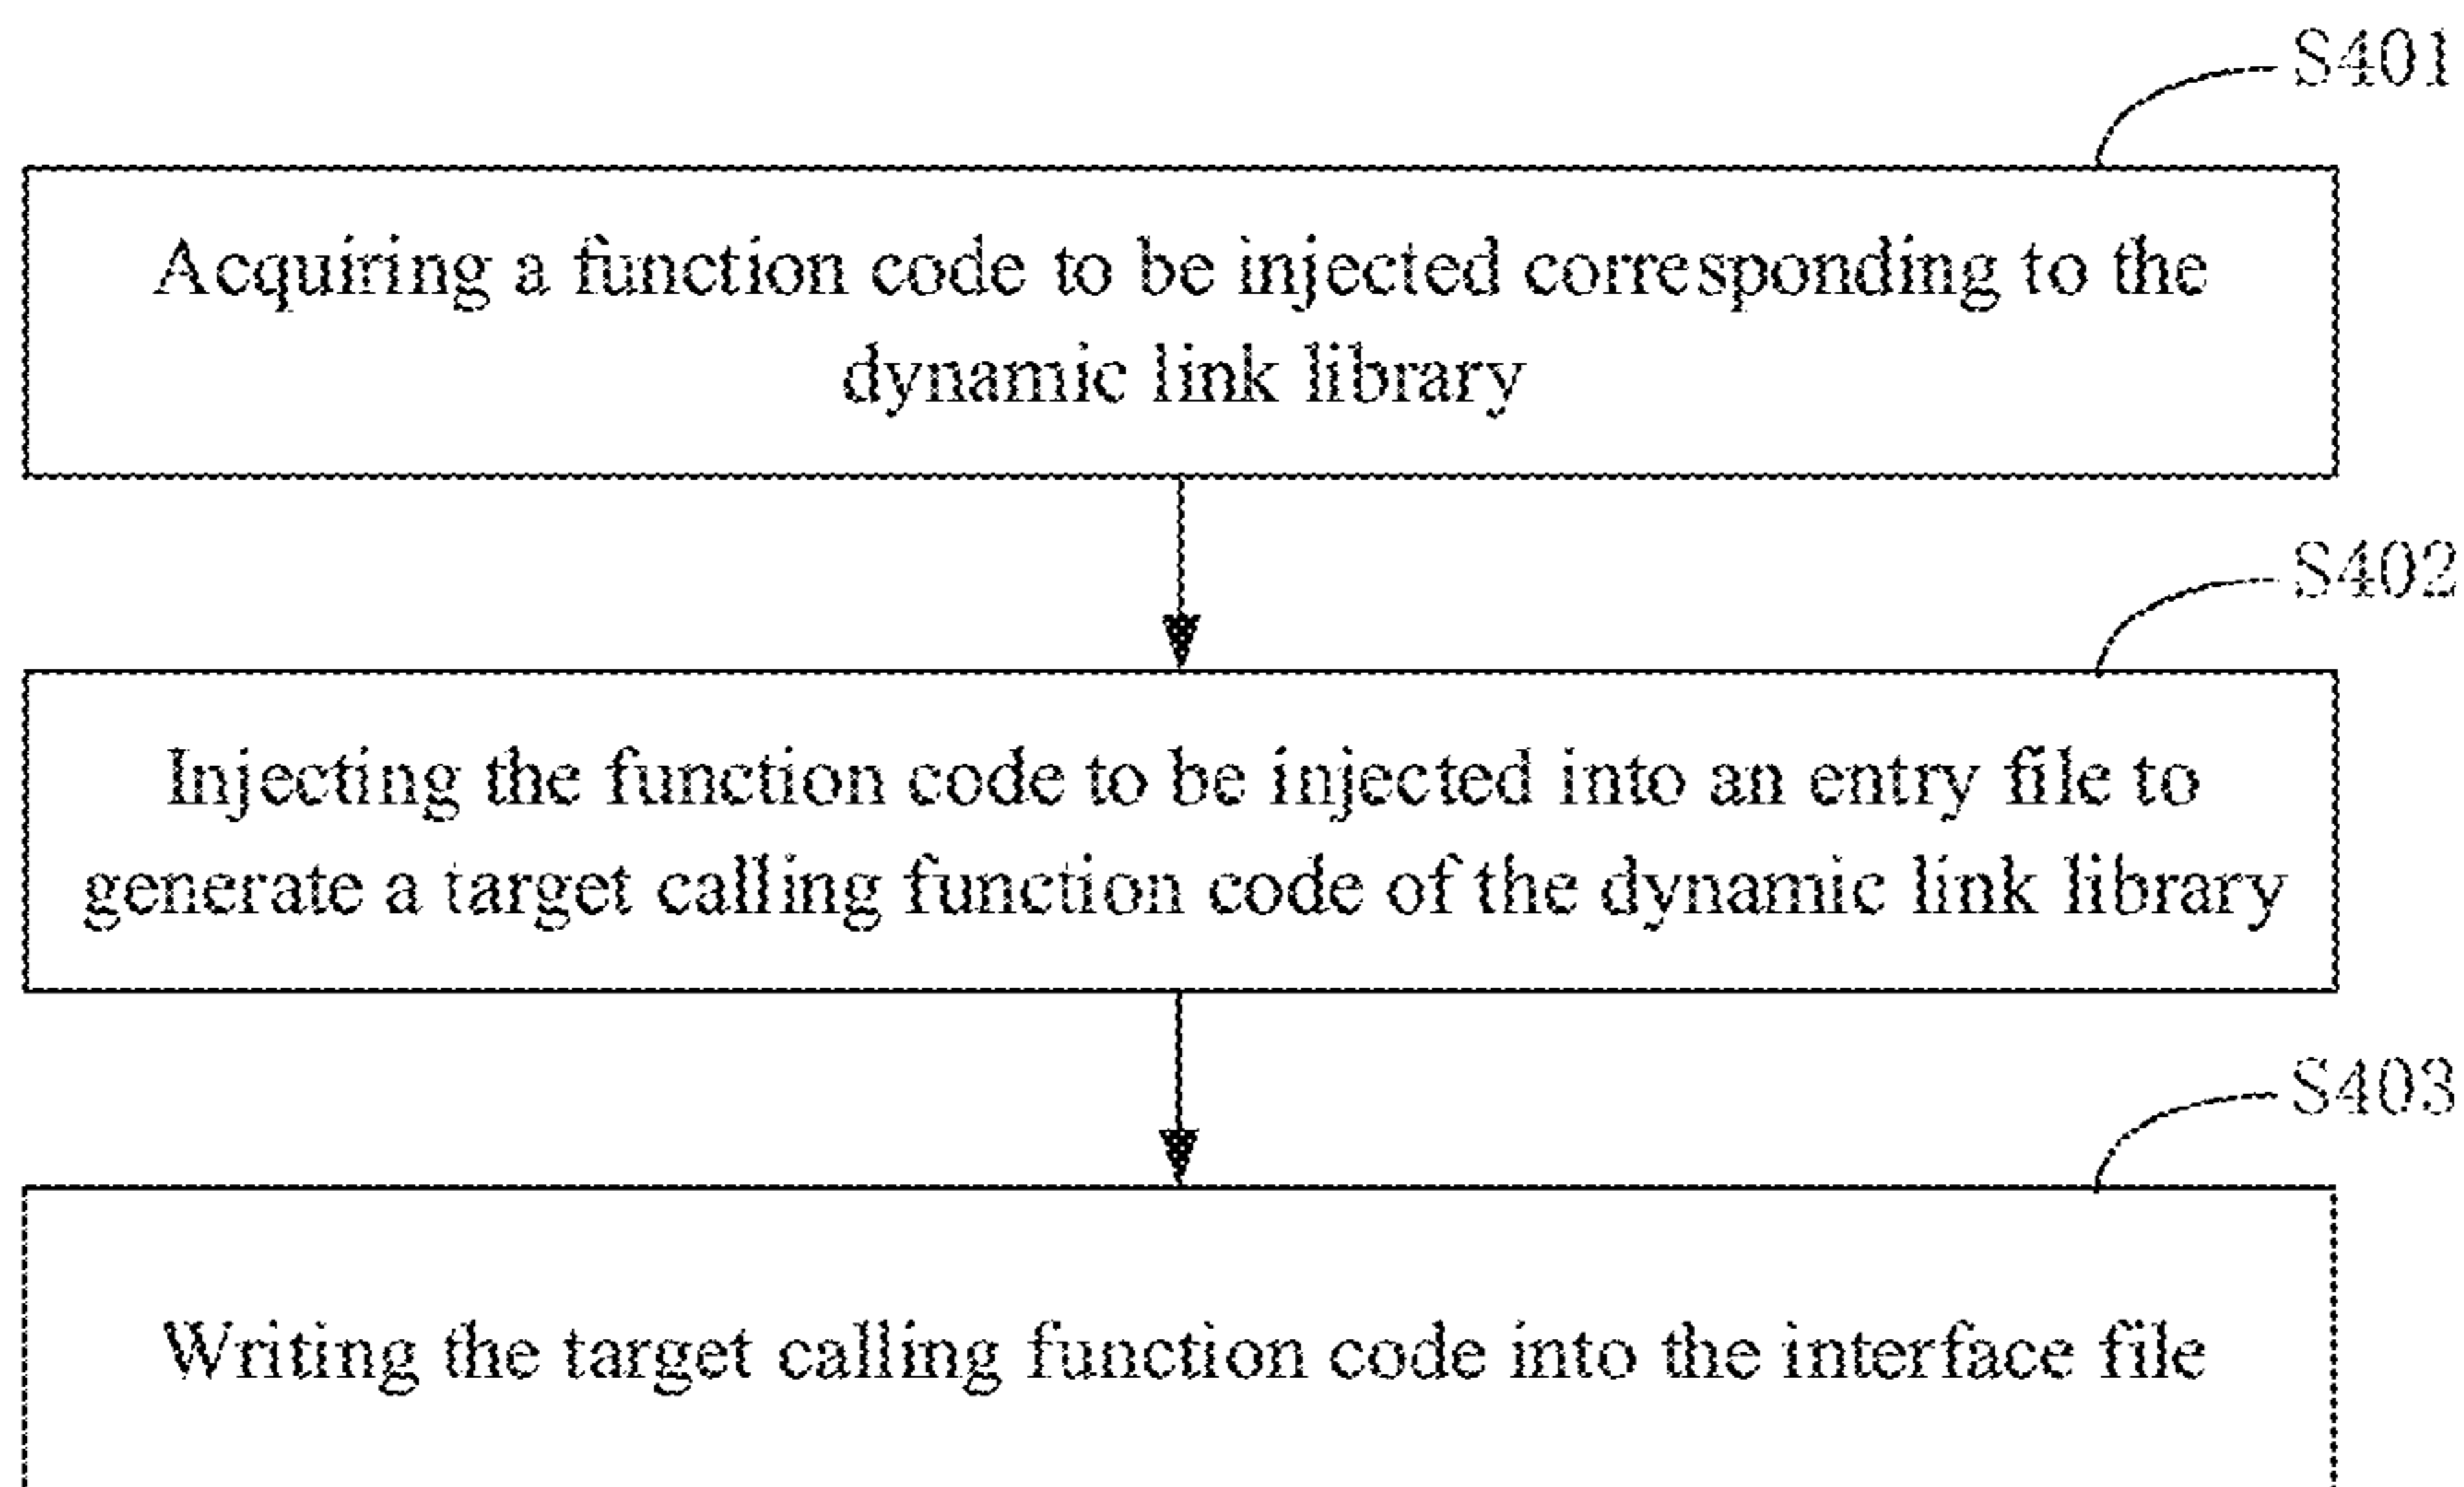 S401
Acquiring a function code to be injected corresponding to the
dynamic link library
S402
Injecting the function code to be injected into an entry file to
generate a target calling function code of the dynamic link library
S403
Writing the target calling function code into the interface file